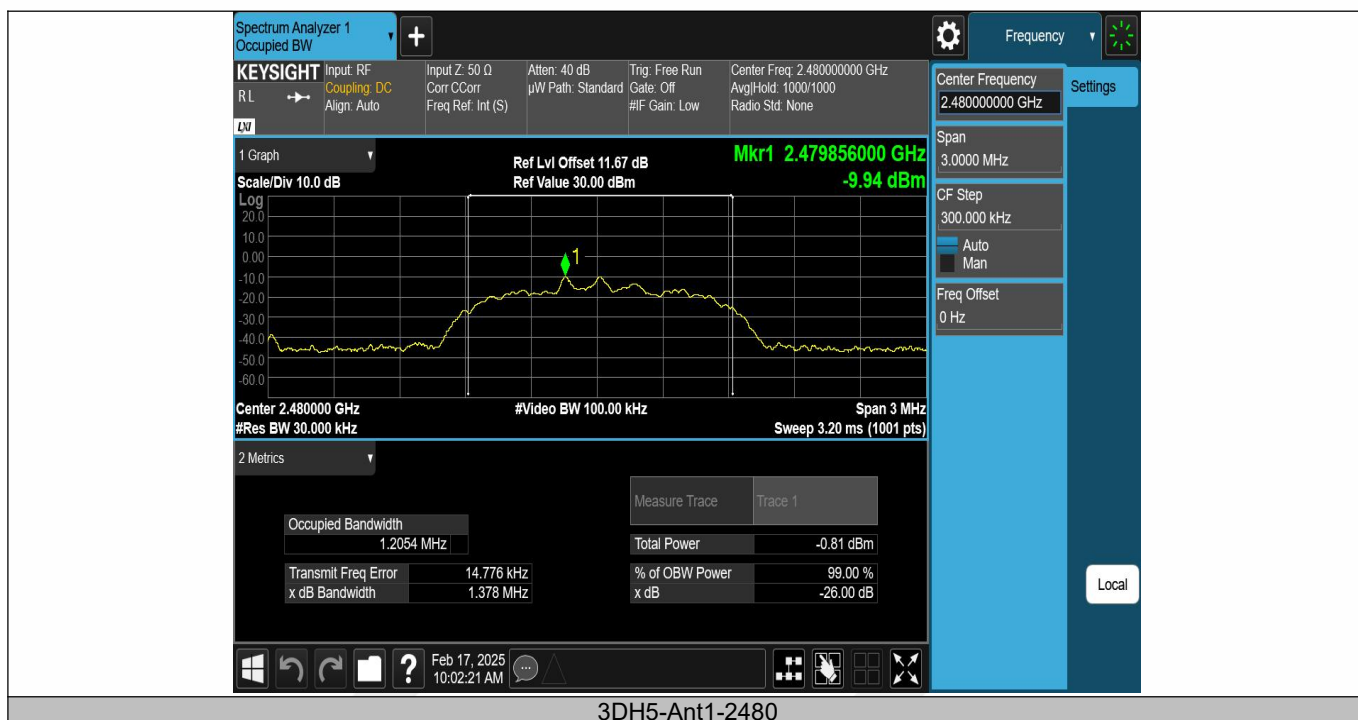 Spectrum Analyzer 1
Occupied BW
Frequency
KEYSIGHT
R L
LXI
Input: RF
Coupling: DC
Align: Auto
Input Z: 50 Ω
Corr CCorr
Freq Ref: Int (S)
Atten: 40 dB
µW Path: Standard
Trig: Free Run
Gate: Off
#IF Gain: Low
Center Freq: 2.480000000 GHz
Avg|Hold: 1000/1000
Radio Std: None
Center Frequency
2.480000000 GHz
Settings
Span
3.0000 MHz
CF Step
300.000 kHz
Auto
Man
Freq Offset
0 Hz
Local
1 Graph
Scale/Div 10.0 dB
Ref Lvl Offset 11.67 dB
Ref Value 30.00 dBm
Mkr1 2.479856000 GHz
-9.94 dBm
Log
20.0
10.0
0.00
-10.0
-20.0
-30.0
-40.0
-50.0
-60.0
1
Center 2.480000 GHz
#Video BW 100.00 kHz
Span 3 MHz
#Res BW 30.000 kHz
Sweep 3.20 ms (1001 pts)
2 Metrics
Measure Trace
Trace 1
Occupied Bandwidth
1.2054 MHz
Total Power
-0.81 dBm
Transmit Freq Error
14.776 kHz
% of OBW Power
99.00 %
x dB Bandwidth
1.378 MHz
x dB
-26.00 dB
?
Feb 17, 2025
10:02:21 AM
3DH5-Ant1-2480